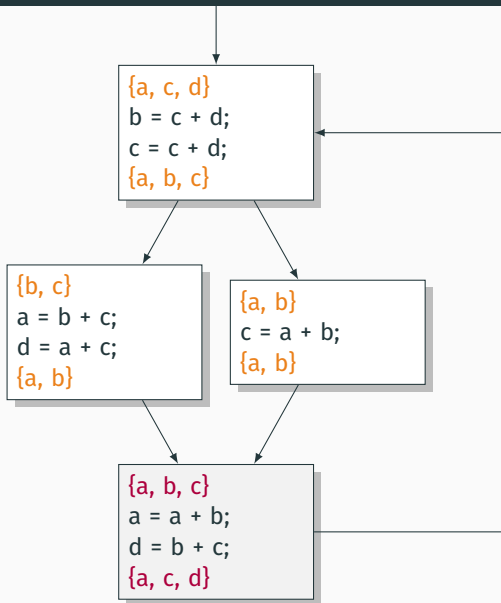 {a, c, d}
b = c + d;
c = c + d;
{a, b, c}
{b, c}
a = b + c;
d = a + c;
{a, b}
{a, b}
c = a + b;
{a, b}
{a, b, c}
a = a + b;
d = b + c;
{a, c, d}